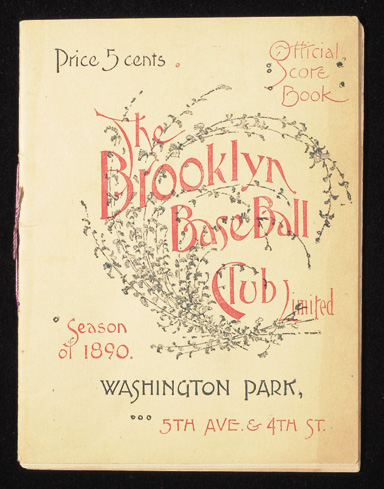 Price 5 cents
Official
Score
Book
The
Brooklyn
Base Ball
Club Limited
Season
of 1890.
WASHINGTON PARK,
5TH AVE. & 4TH ST.